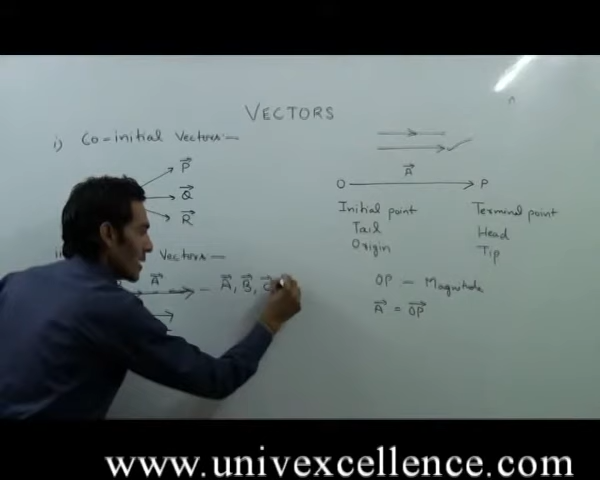 VECTORS
i) Co-initial Vectors:—
P⃗
Q⃗
R⃗
ii
Vectors —
A⃗
— A⃗, B⃗, C⃗
A⃗
O P
Initial point Terminal point
Tail Head
Origin Tip
OP — Magnitude
A⃗ = OP⃗
www.univexcellence.com